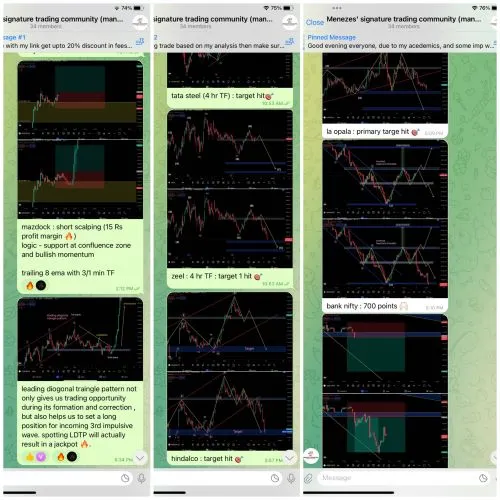 74%
signature trading community (man...
34 members
sage #1
with my link get upto 20% discount in fees...
mazdock : short scalping (15 Rs
profit margin 🔥)
logic - support at confluence zone
and bullish momentum
trailing 8 ema with 3/1 min TF
2:12 PM
leading diogonal traingle pattern not
only gives us trading opportunity
during its formation and correction ,
but also helps us to set a long
position for incoming 3rd impulsive
wave. spotting LDTP will actually
result in a jackpot 🔥.
5:34 PM
75%
signature trading community (man...
34 members
2
g trade based on my analysis then make sur...
tata steel (4 hr TF) : target hit🎯
10:53 AM
zeel : 4 hr TF : target 1 hit 🎯
10:53 AM
Target
Target
hindalco : target hit🎯
3:57 PM
76%
Close
Menezes' signature trading community (man...
34 members
Pinned Message
Good evening everyone, due to my acedemics, and some imp w...
la opala : primary targe hit 🎯
bank nifty : 700 points
Message